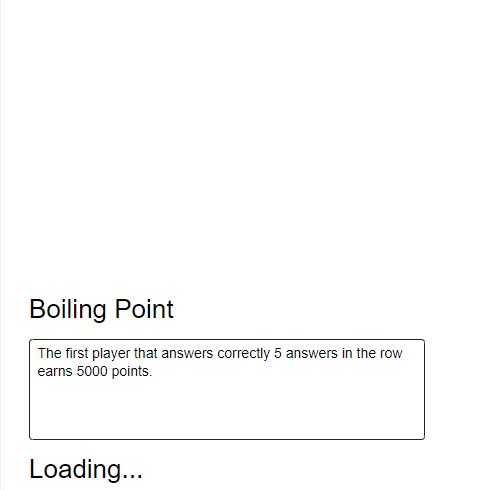 Boiling Point
The first player that answers correctly 5 answers in the row
earns 5000 points.
Loading...